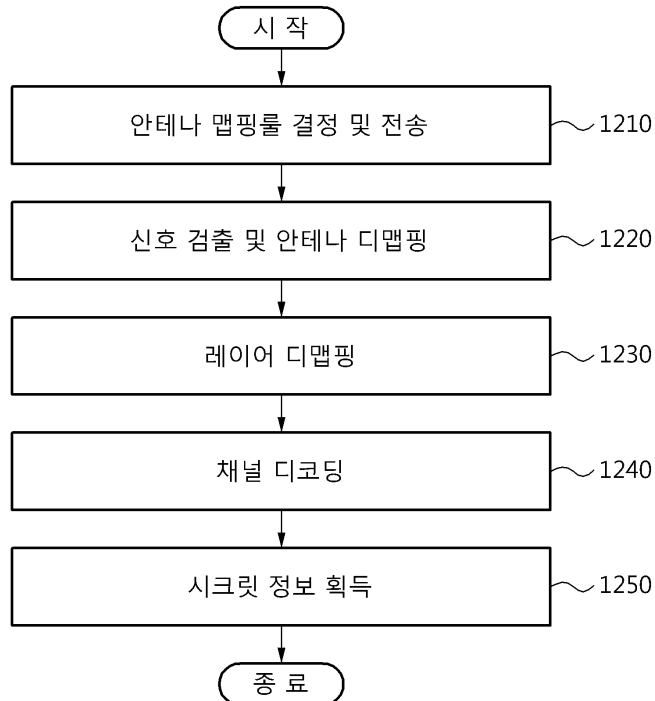 시 작
안테나 맵핑룰 결정 및 전송
1210
신호 검출 및 안테나 디맵핑
1220
레이어 디맵핑
1230
채널 디코딩
1240
시크릿 정보 획득
1250
종 료